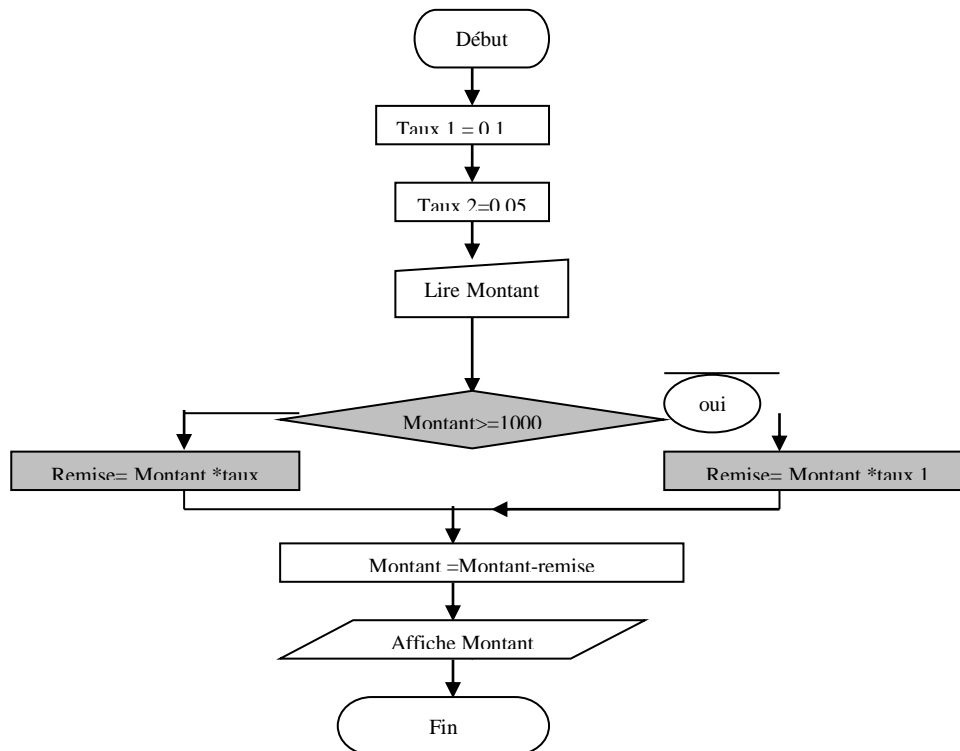 Début
Taux 1 = 0.1
Taux 2=0.05
Lire Montant
oui
Montant>=1000
Remise= Montant *taux
Remise= Montant *taux 1
Montant =Montant-remise
Affiche Montant
Fin